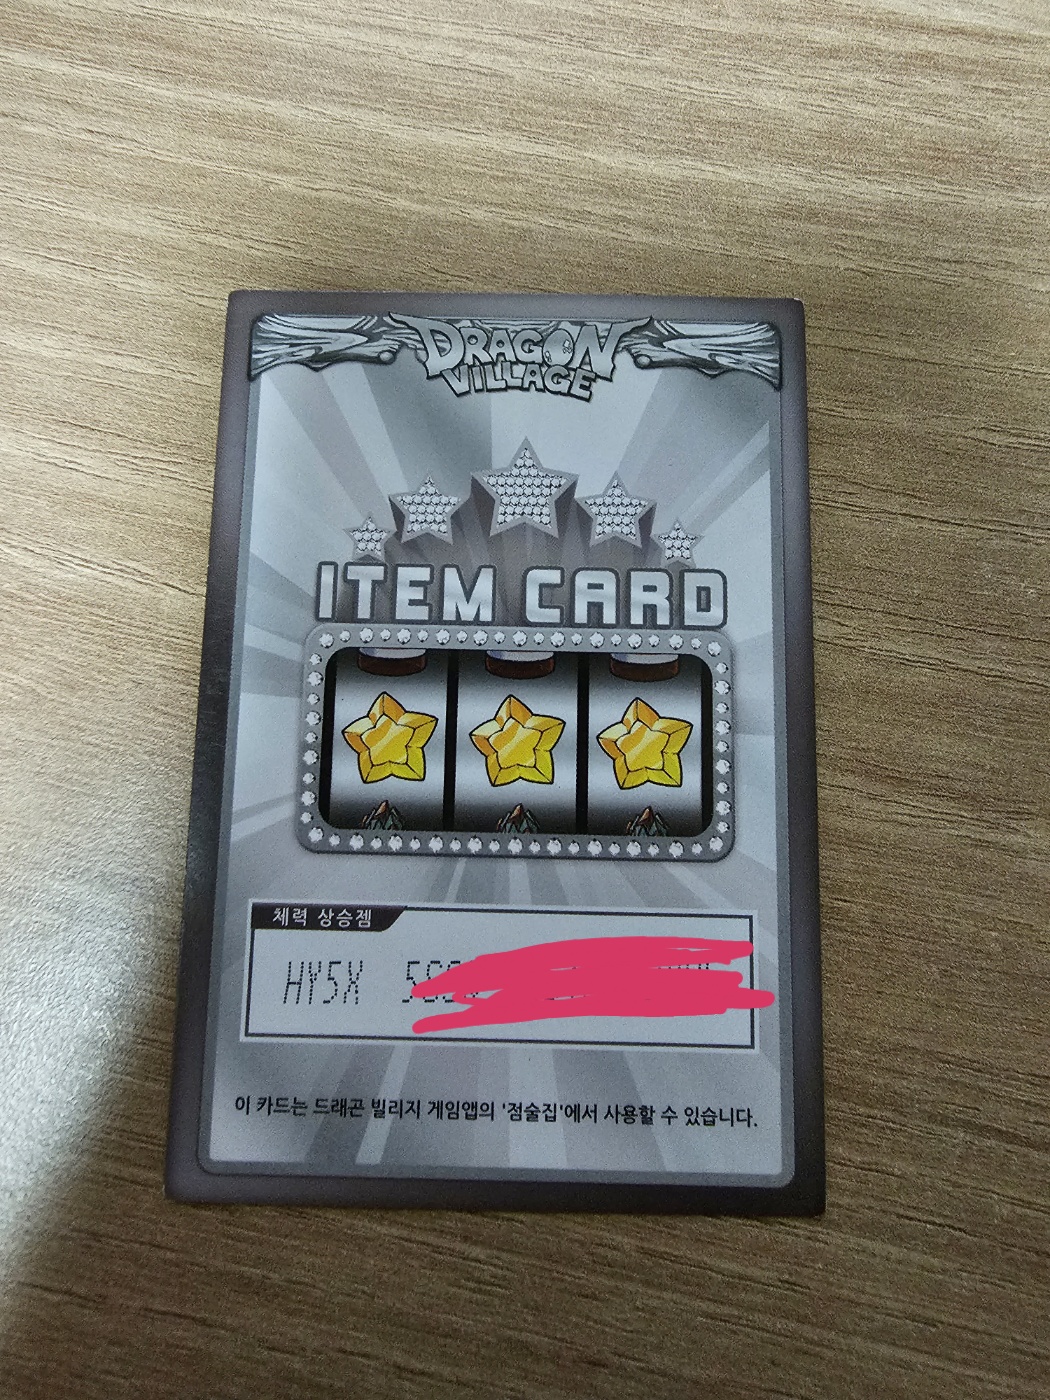 DRAGON
VILLAGE
ITEM CARD
체력 상승젬
HY5X
이 카드는 드래곤 빌리지 게임앱의 '점술집'에서 사용할 수 있습니다.